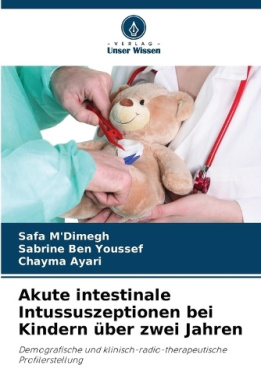 VERLAG
Unser Wissen
Safa M'Dimegh
Sabrine Ben Youssef
Chayma Ayari
Akute intestinale
Intussuszeptionen bei
Kindern über zwei Jahren
Demografische und klinisch-radio-therapeutische
Profilerstellung